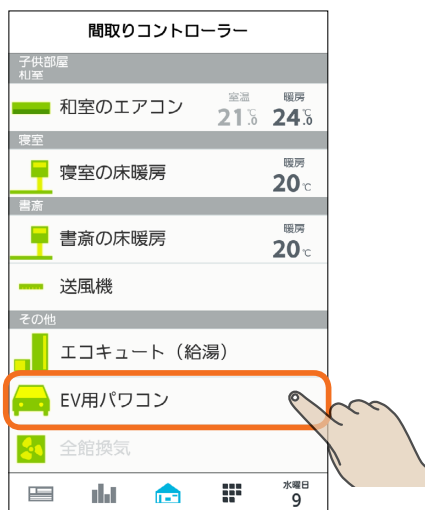 間取りコントローラー
子供部屋
和室
和室のエアコン 室温 21.0℃ 暖房 24.0℃
寝室
寝室の床暖房 暖房 20℃
書斎
書斎の床暖房 暖房 20℃
送風機
その他
エコキュート（給湯）
EV用パワコン
全館換気
水曜日
9